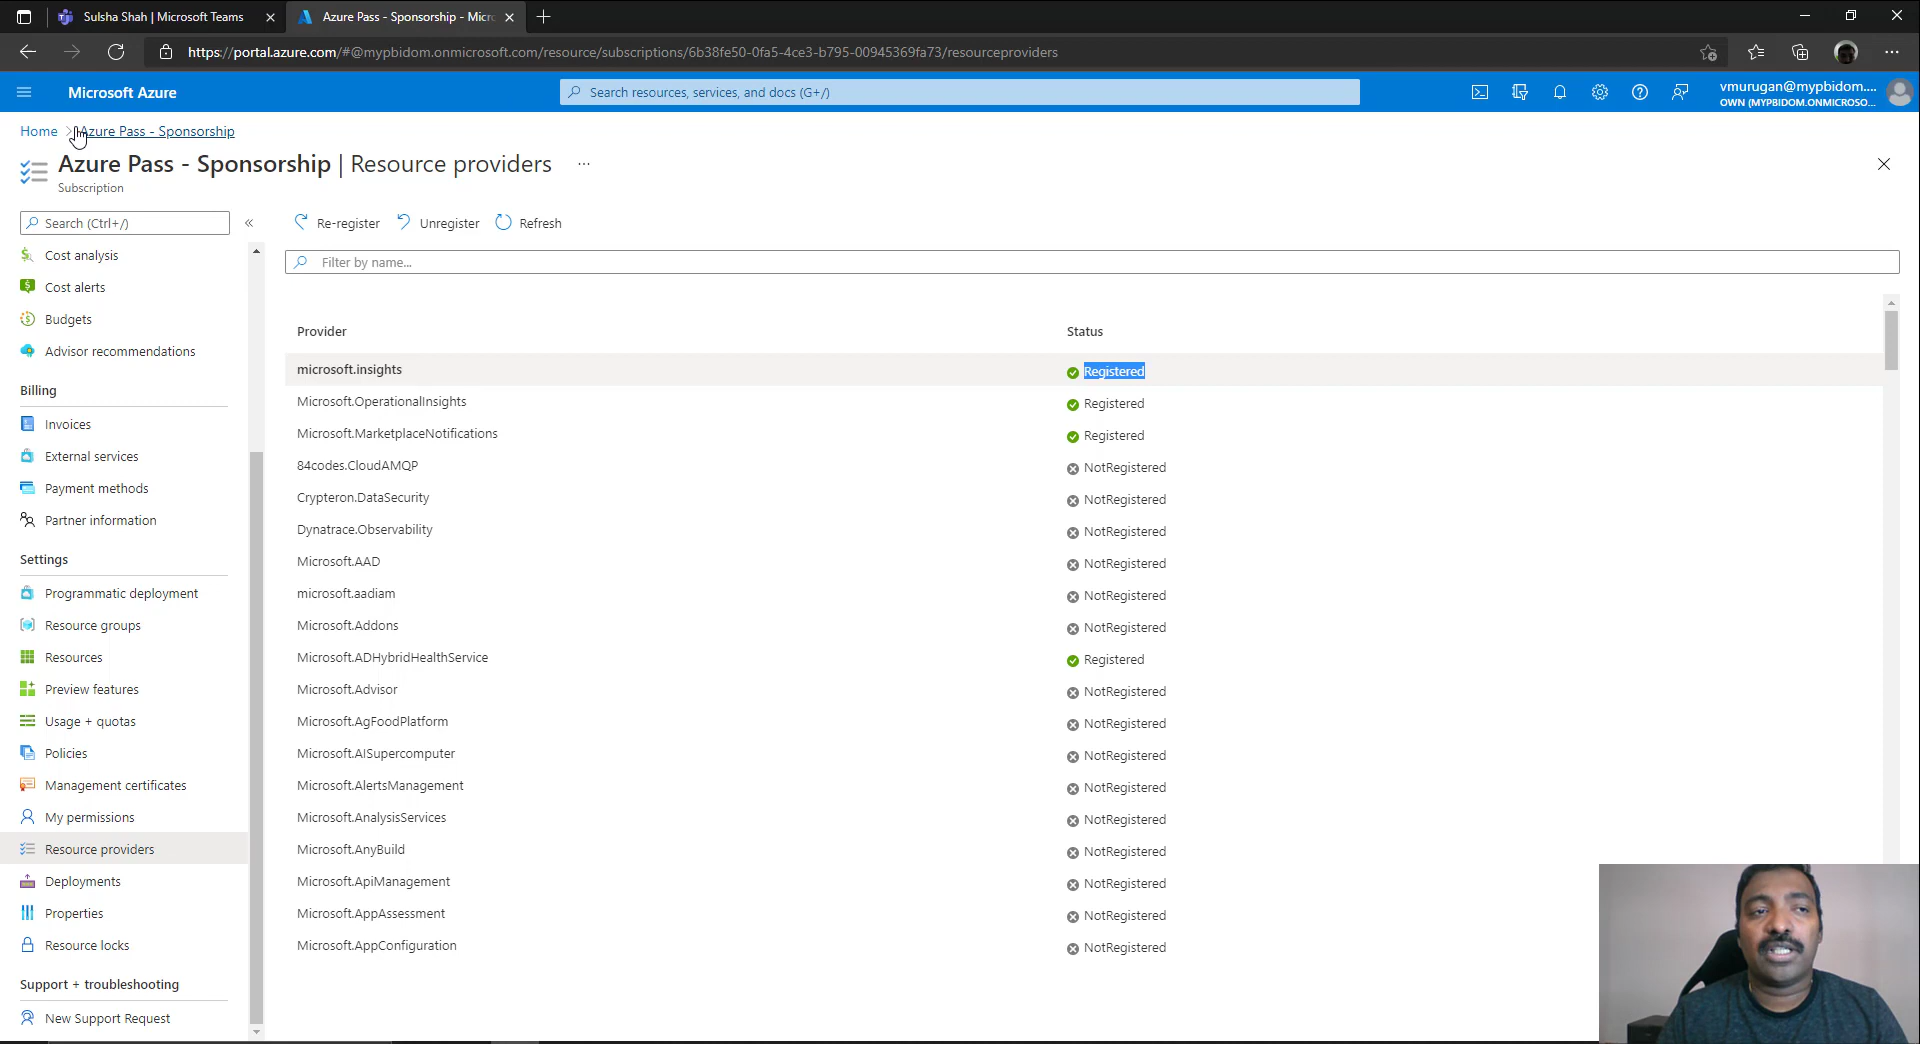 Sulsha Shah | Microsoft Teams
Azure Pass - Sponsorship - Micr
https://portal.azure.com/#@mypbidom.onmicrosoft.com/resource/subscriptions/6b38fe50-0fa5-4ce3-b795-00945369fa73/resourceproviders
Microsoft Azure
Search resources, services, and docs (G+/)
vmurugan@mypbidom....
OWN (MYPBIDOM.ONMICROSO...
Home > Azure Pass - Sponsorship
Azure Pass - Sponsorship | Resource providers ...
Subscription
Search (Ctrl+/)
«
Re-register
Unregister
Refresh
Filter by name...
Cost analysis
Cost alerts
Budgets
Advisor recommendations
Billing
Invoices
External services
Payment methods
Partner information
Settings
Programmatic deployment
Resource groups
Resources
Preview features
Usage + quotas
Policies
Management certificates
My permissions
Resource providers
Deployments
Properties
Resource locks
Support + troubleshooting
New Support Request
Provider Status
microsoft.insights Registered
Microsoft.OperationalInsights Registered
Microsoft.MarketplaceNotifications Registered
84codes.CloudAMQP NotRegistered
Crypteron.DataSecurity NotRegistered
Dynatrace.Observability NotRegistered
Microsoft.AAD NotRegistered
microsoft.aadiam NotRegistered
Microsoft.Addons NotRegistered
Microsoft.ADHybridHealthService Registered
Microsoft.Advisor NotRegistered
Microsoft.AgFoodPlatform NotRegistered
Microsoft.AISupercomputer NotRegistered
Microsoft.AlertsManagement NotRegistered
Microsoft.AnalysisServices NotRegistered
Microsoft.AnyBuild NotRegistered
Microsoft.ApiManagement NotRegistered
Microsoft.AppAssessment NotRegistered
Microsoft.AppConfiguration NotRegistered